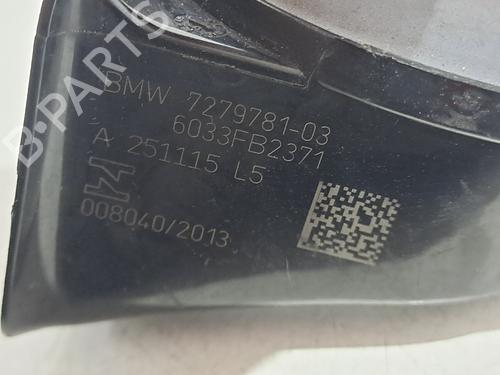 BMW 7279781-03
6033FB2371
A 251115 L5
008040/2013
B-PARTS